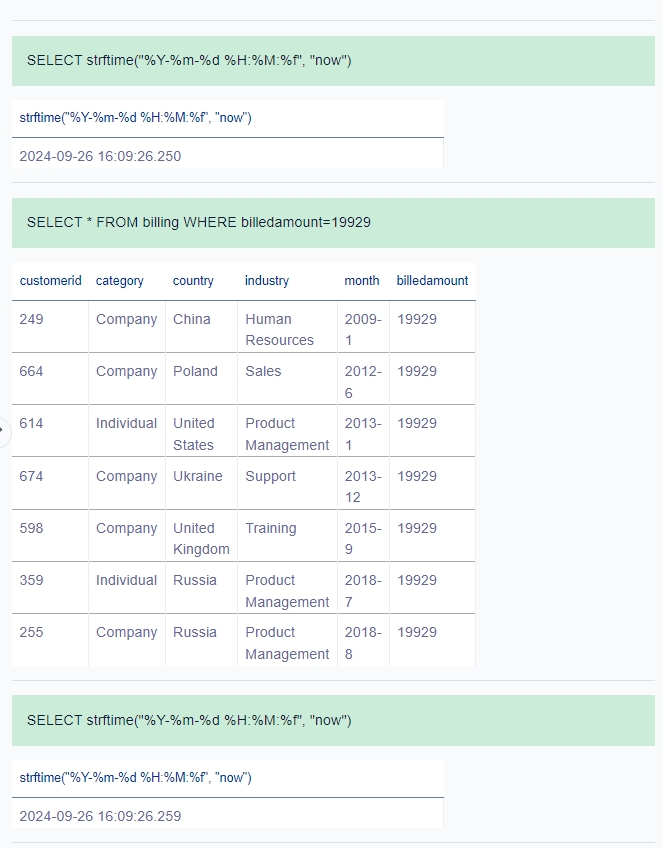 SELECT strftime("%Y-%m-%d %H:%M:%f", "now")
strftime("%Y-%m-%d %H:%M:%f", "now")
2024-09-26 16:09:26.250
SELECT * FROM billing WHERE billedamount=19929
customerid category country industry month billedamount
249 Company China Human 2009- 19929
Resources 1
664 Company Poland Sales 2012- 19929
6
614 Individual United Product 2013- 19929
States Management 1
674 Company Ukraine Support 2013- 19929
12
598 Company United Training 2015- 19929
Kingdom 9
359 Individual Russia Product 2018- 19929
Management 7
255 Company Russia Product 2018- 19929
Management 8
SELECT strftime("%Y-%m-%d %H:%M:%f", "now")
strftime("%Y-%m-%d %H:%M:%f", "now")
2024-09-26 16:09:26.259